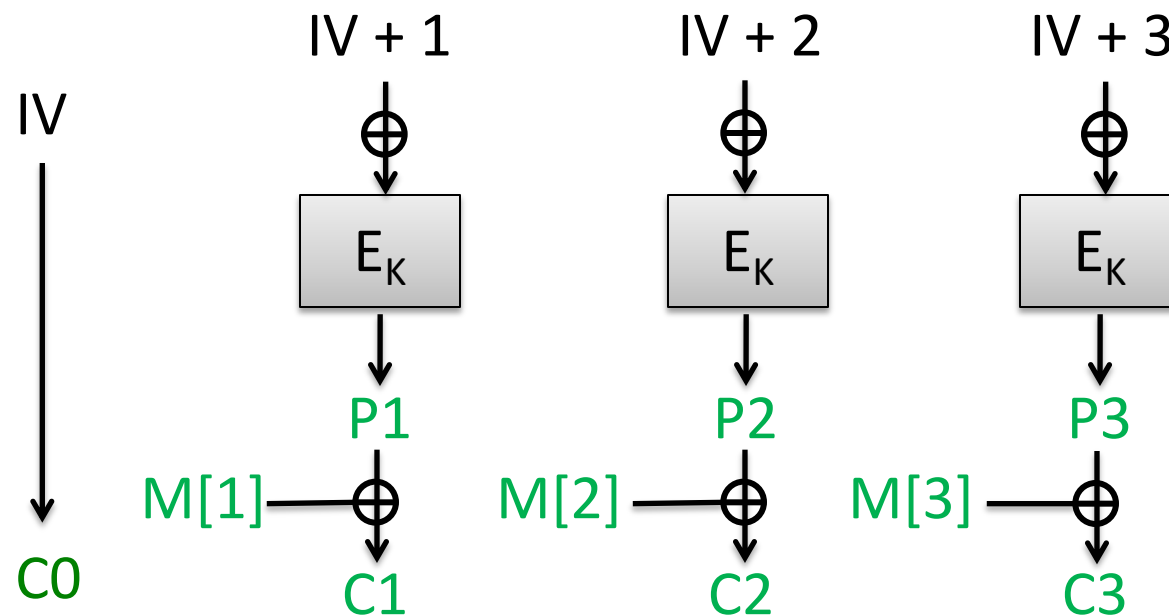 IV + 1 IV + 2 IV + 3
IV
E_K E_K E_K
P1 P2 P3
M[1] M[2] M[3]
C0 C1 C2 C3